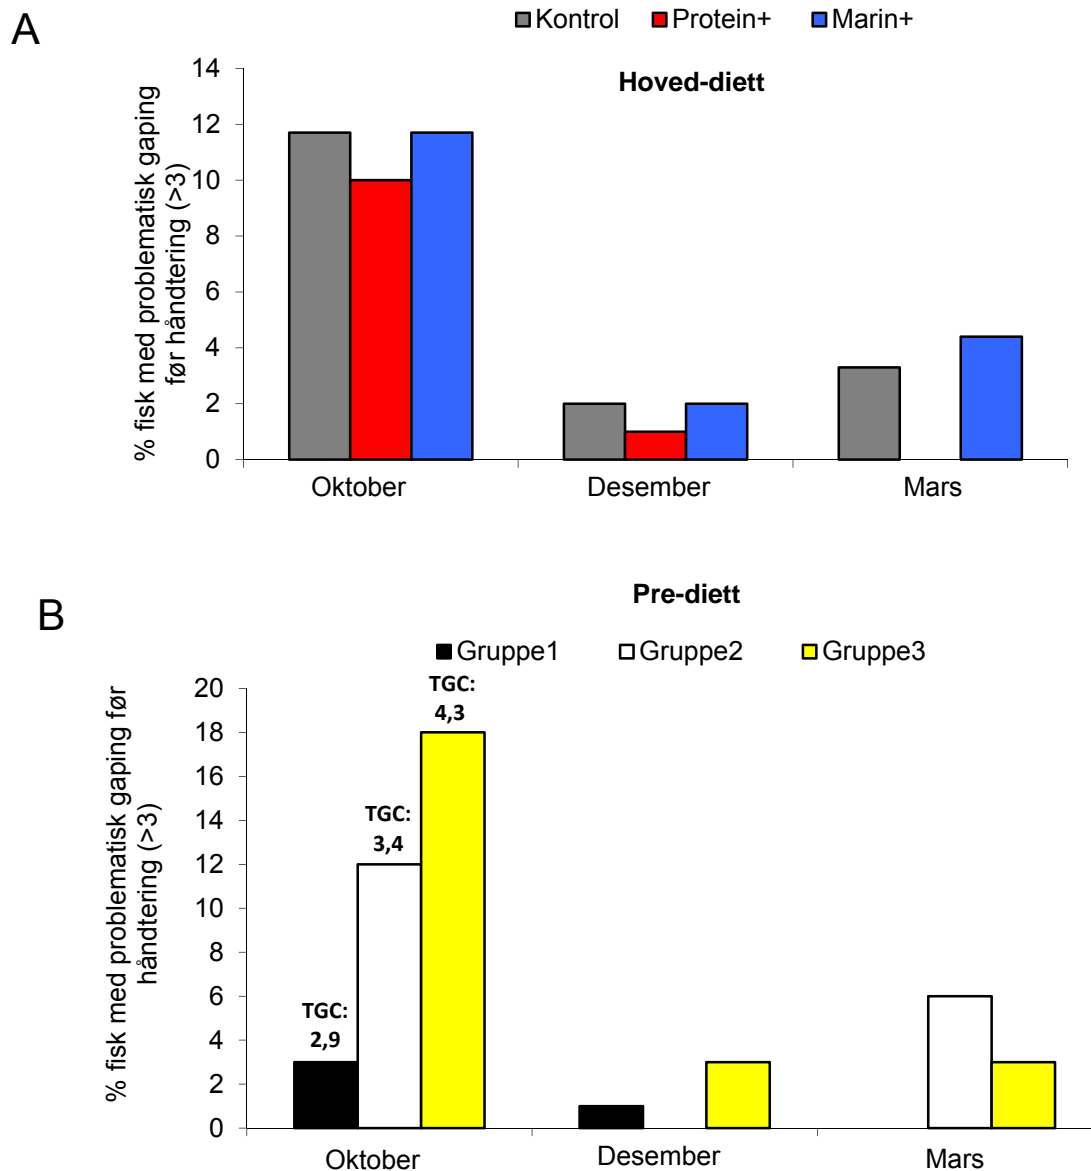 A
Kontrol Protein+ Marin+
Hoved-diett
% fisk med problematisk gaping
før håndtering (>3)
14
12
10
8
6
4
2
0
Oktober Desember Mars
B
Pre-diett
Gruppe1 Gruppe2 Gruppe3
% fisk med problematisk gaping før
håndtering (>3)
20
18
16
14
12
10
8
6
4
2
0
TGC:
4,3
TGC:
3,4
TGC:
2,9
Oktober Desember Mars